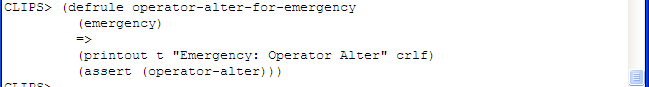 CLIPS> (defrule operator-alter-for-emergency
(emergency)
=>
(printout t "Emergency: Operator Alter" crlf)
(assert (operator-alter)))
CLIPS>